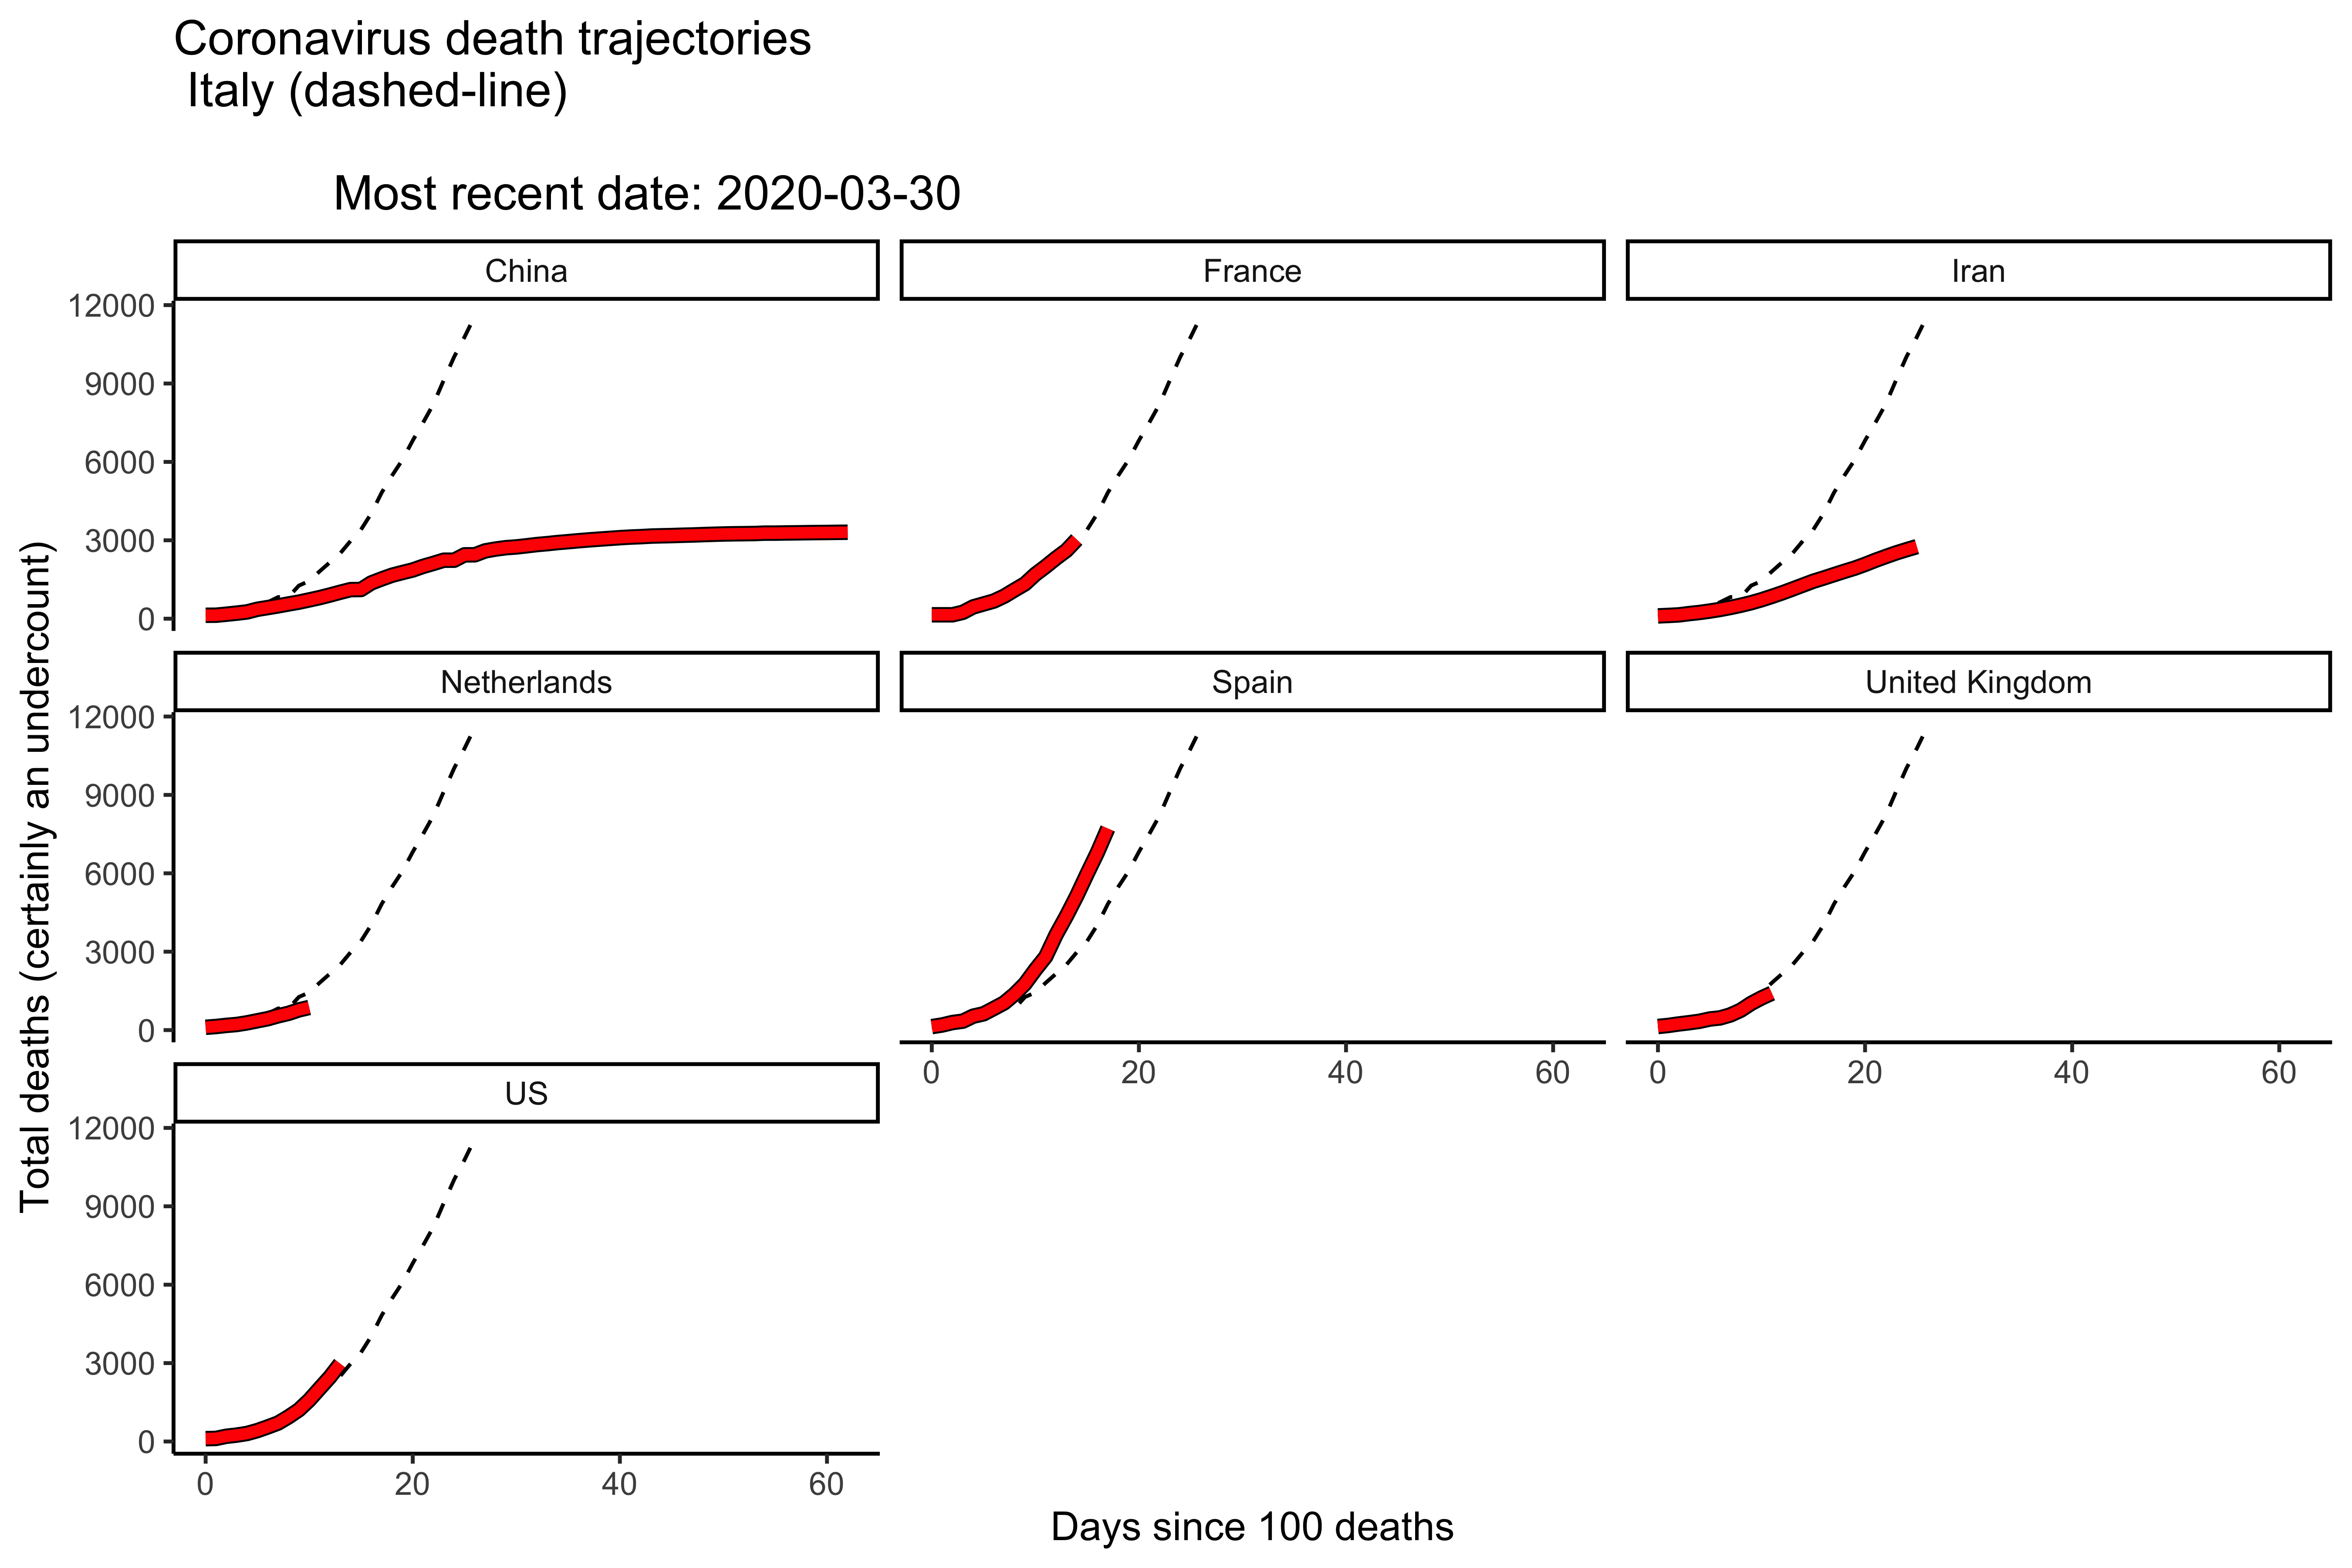 Coronavirus death trajectories
Italy (dashed-line)
Most recent date: 2020-03-30
China
France
Iran
12000
9000
6000
3000
0
Netherlands
Spain
United Kingdom
12000
9000
6000
3000
0
0 20 40 60
0 20 40 60
US
12000
9000
6000
3000
0
0 20 40 60
Total deaths (certainly an undercount)
Days since 100 deaths